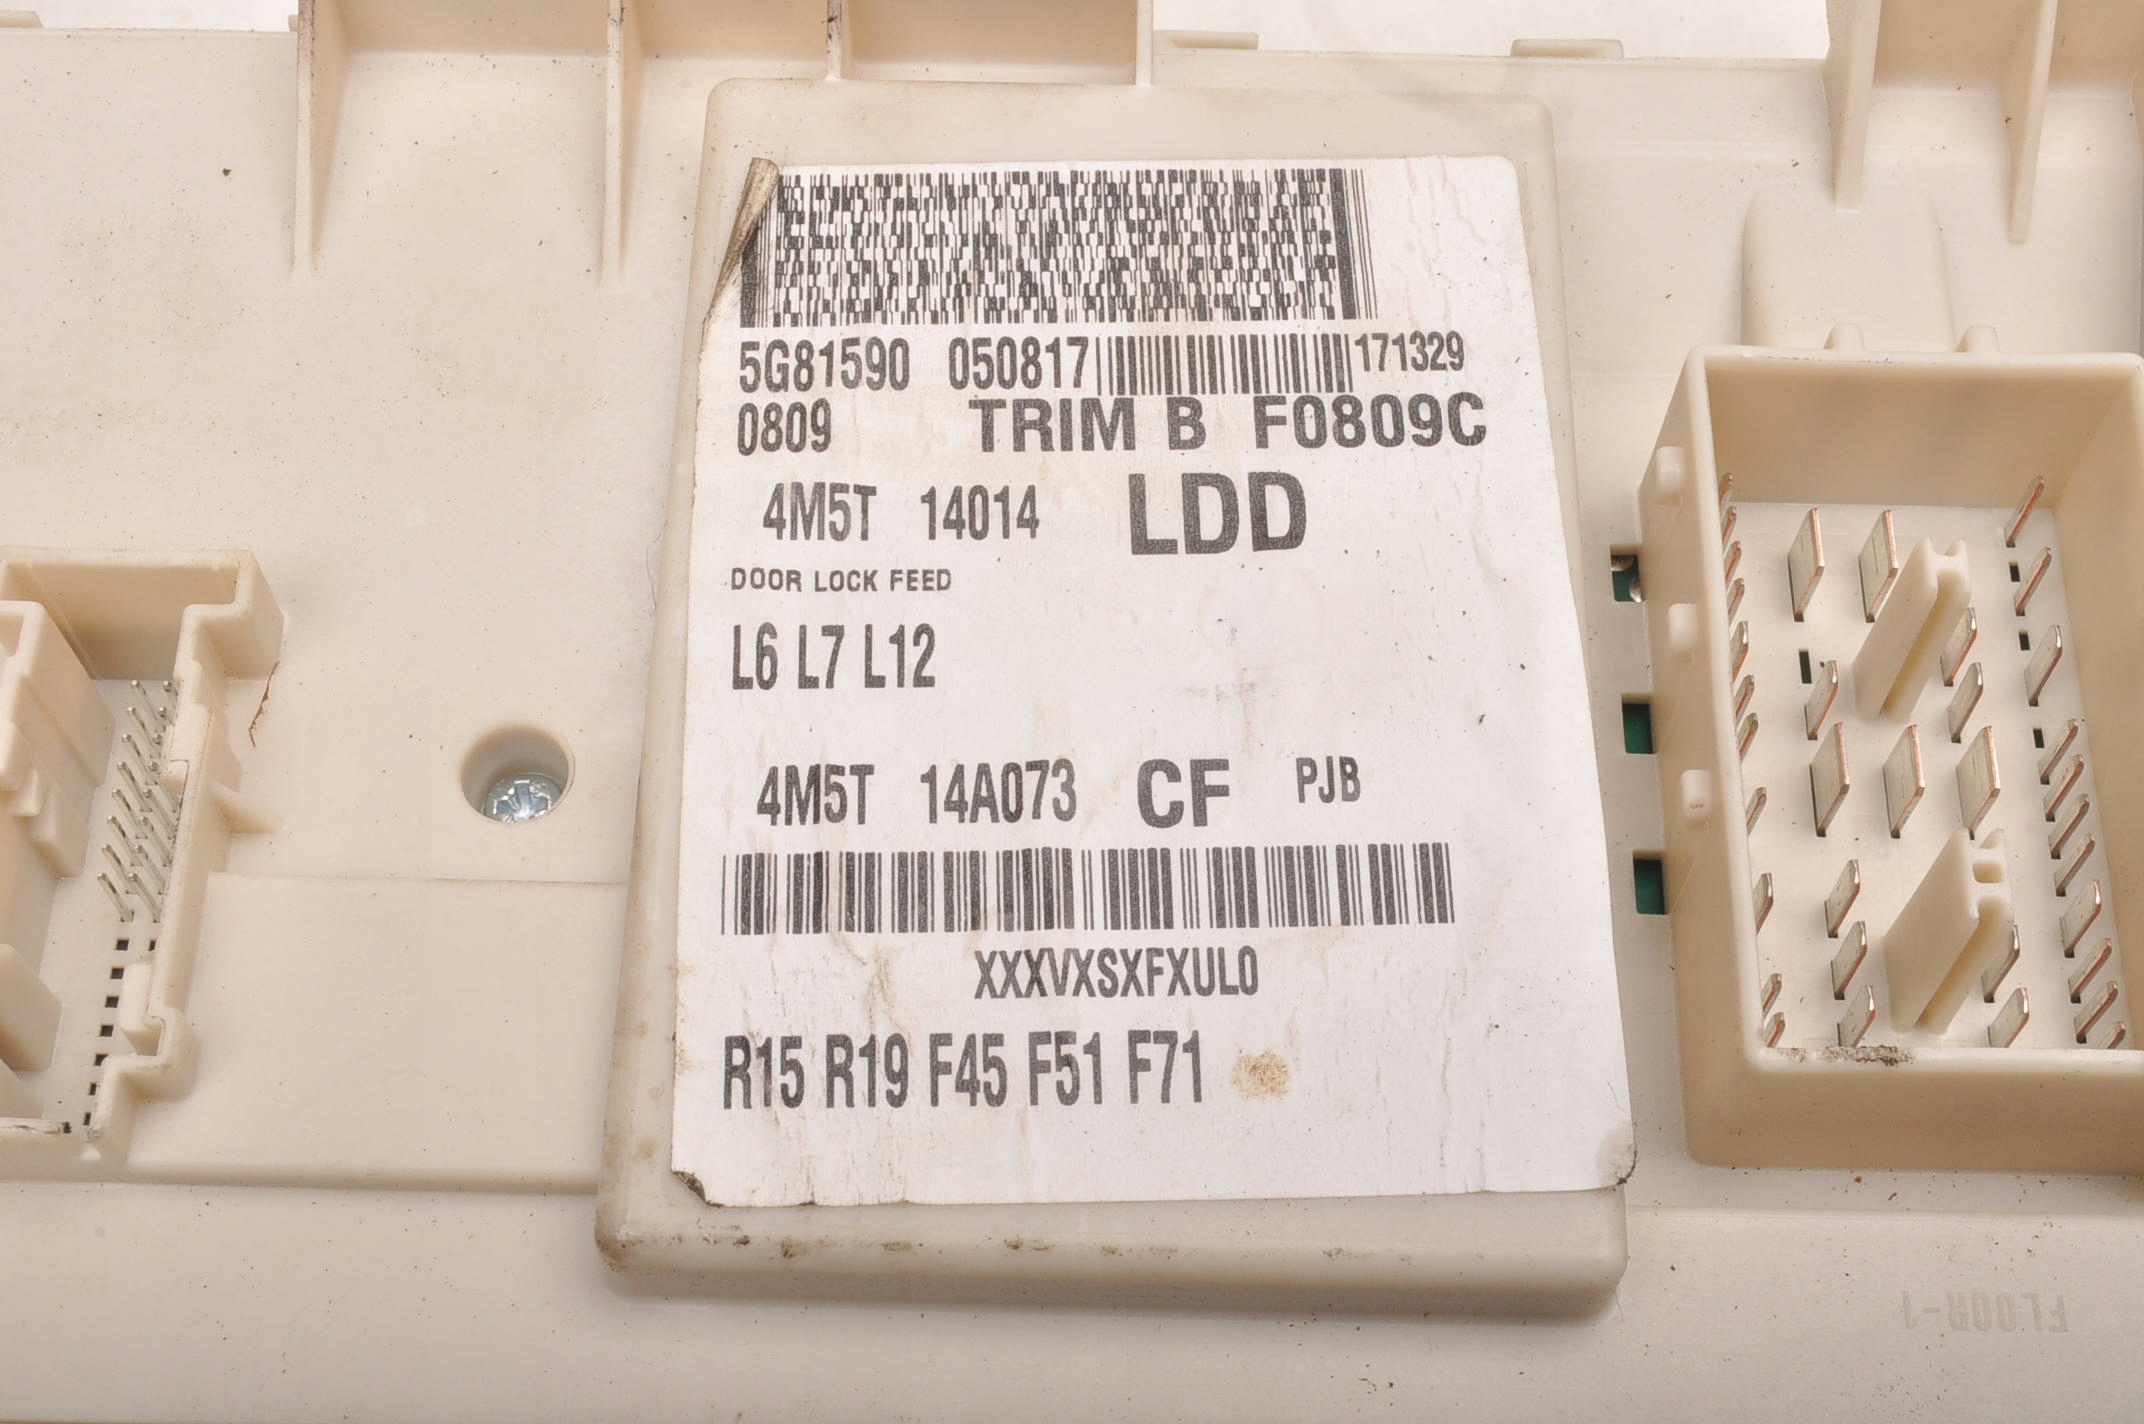 5G81590 050817 171329
0809 TRIM B F0809C
4M5T 14014 LDD
DOOR LOCK FEED
L6 L7 L12
4M5T 14A073 CF PJB
XXXVXSXFXUL0
R15 R19 F45 F51 F71
FLOOR-1